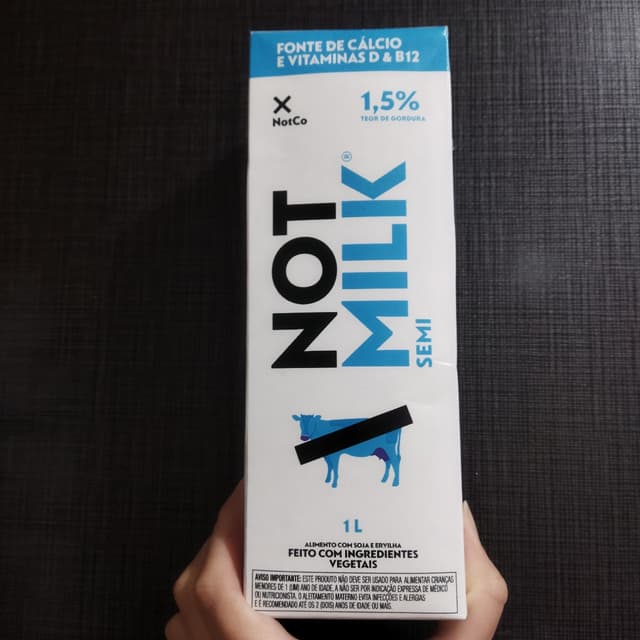 FONTE DE CÁLCIO
E VITAMINAS D & B12
NotCo
1,5%
TEOR DE GORDURA
NOT
MILK®
SEMI
1 L
ALIMENTO COM SOJA E ERVILHA
FEITO COM INGREDIENTES
VEGETAIS
AVISO IMPORTANTE: ESTE PRODUTO NÃO DEVE SER USADO PARA ALIMENTAR CRIANÇAS
MENORES DE 1 (UM) ANO DE IDADE, A NÃO SER POR INDICAÇÃO EXPRESSA DE MÉDICO
OU NUTRICIONISTA. O ALEITAMENTO MATERNO EVITA INFECÇÕES E ALERGIAS
E É RECOMENDADO ATÉ OS 2 (DOIS) ANOS DE IDADE OU MAIS.